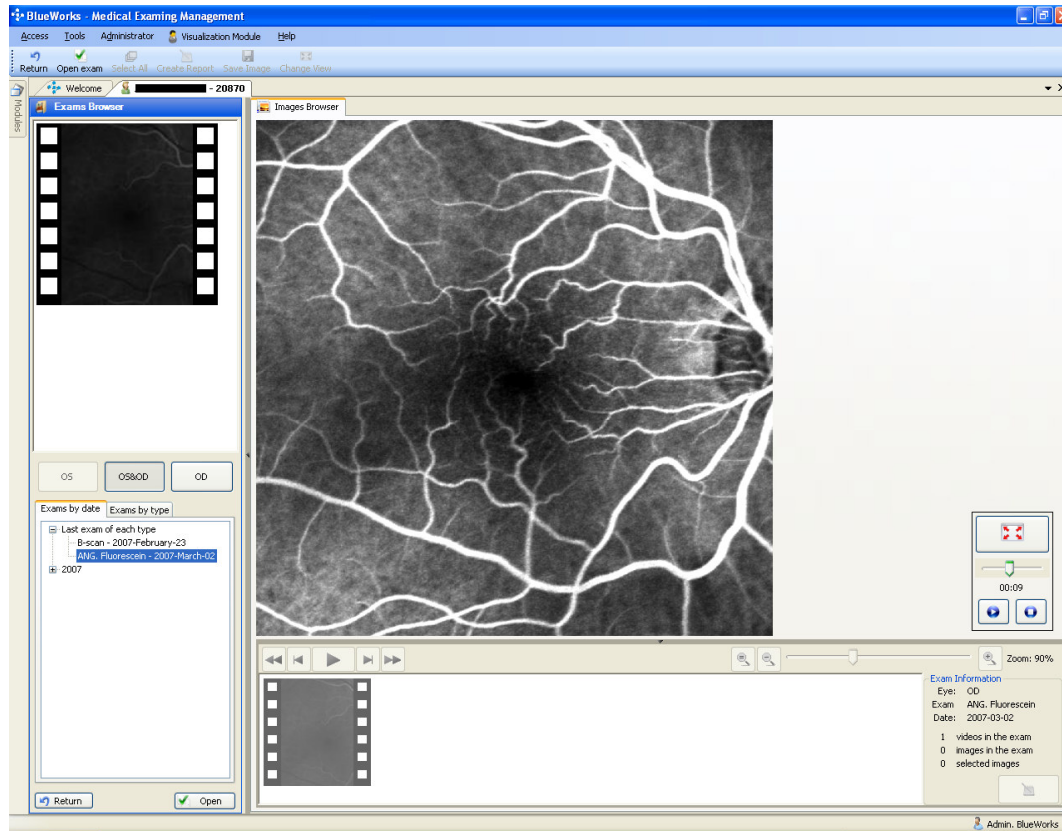 BlueWorks - Medical Examing Management
Access Tools Administrator Visualization Module Help
Return Open exam Select All Create Report Save Image Change View
Modules
Welcome - 20870
Exams Browser
Images Browser
OS OS&OD OD
Exams by date Exams by type
Last exam of each type
B-scan - 2007-February-23
ANG. Fluorescein - 2007-March-02
2007
00:09
Zoom: 90%
Exam Information
Eye: OD
Exam ANG. Fluorescein
Date: 2007-03-02
1 videos in the exam
0 images in the exam
0 selected images
Return Open
Admin. BlueWorks